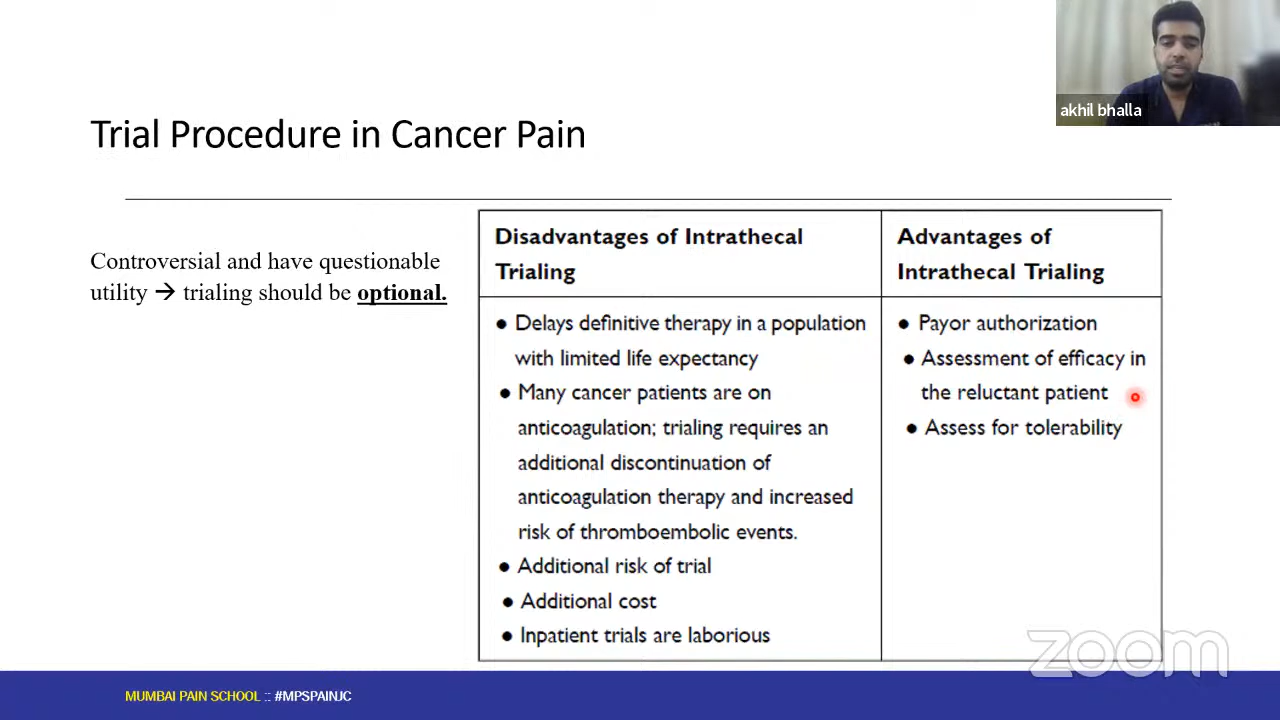 akhil bhalla
Trial Procedure in Cancer Pain
Controversial and have questionable
utility → trialing should be optional.
Disadvantages of Intrathecal
Trialing
● Delays definitive therapy in a population
with limited life expectancy
● Many cancer patients are on
anticoagulation; trialing requires an
additional discontinuation of
anticoagulation therapy and increased
risk of thromboembolic events.
● Additional risk of trial
● Additional cost
● Inpatient trials are laborious
Advantages of
Intrathecal Trialing
● Payor authorization
● Assessment of efficacy in
the reluctant patient
● Assess for tolerability
zoom
MUMBAI PAIN SCHOOL :: #MPSPAINJC